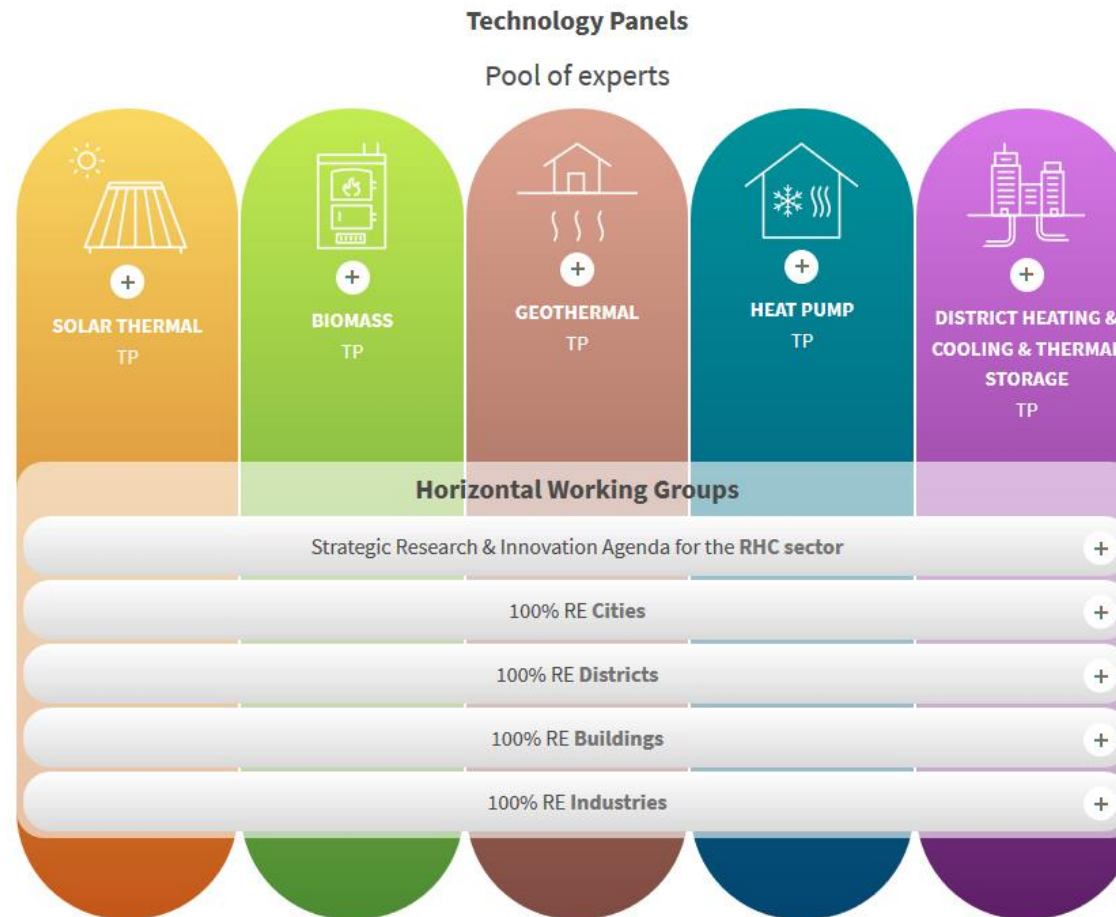 Technology Panels
Pool of experts
SOLAR THERMAL
TP
BIOMASS
TP
GEOTHERMAL
TP
HEAT PUMP
TP
DISTRICT HEATING &
COOLING & THERMAL
STORAGE
TP
Horizontal Working Groups
Strategic Research & Innovation Agenda for the RHC sector
100% RE Cities
100% RE Districts
100% RE Buildings
100% RE Industries